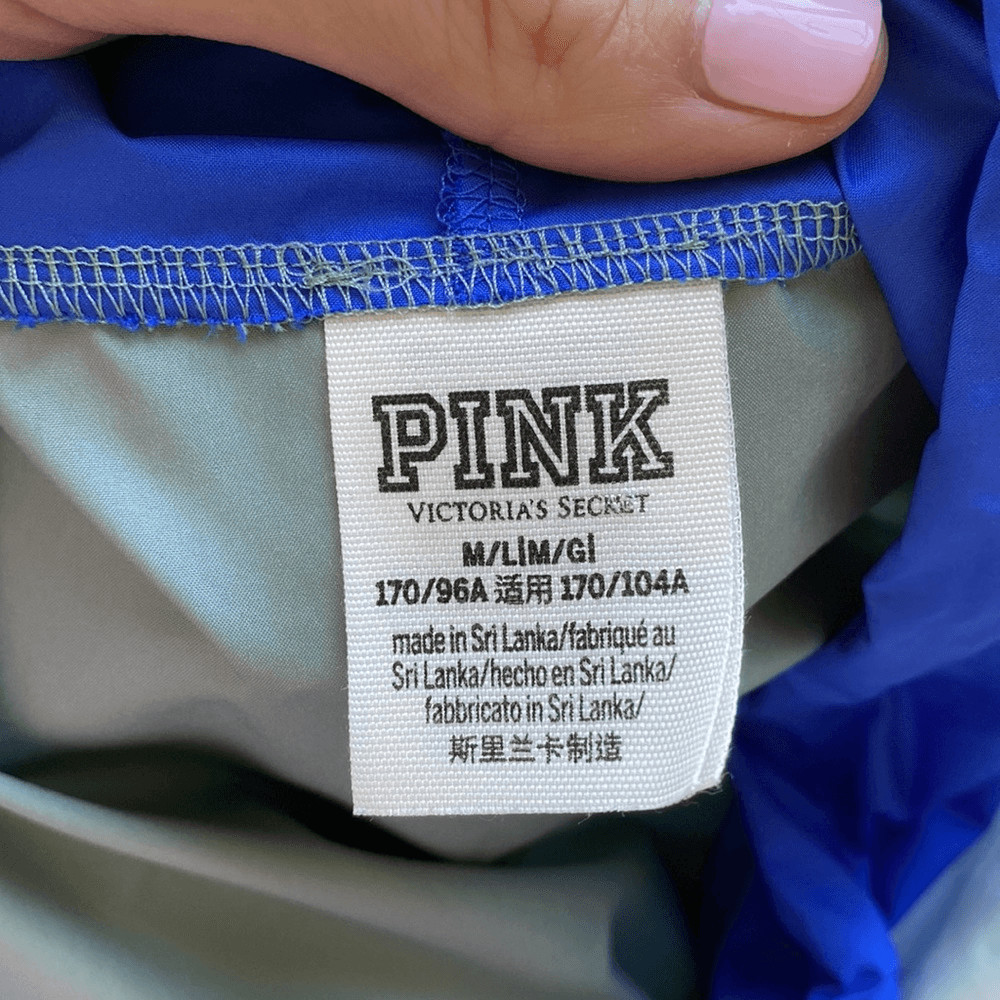 PINK
VICTORIA'S SECRET
M/L|M/G|
170/96A 适用 170/104A
made in Sri Lanka/fabriqué au
Sri Lanka/hecho en Sri Lanka/
fabbricato in Sri Lanka/
斯里兰卡制造